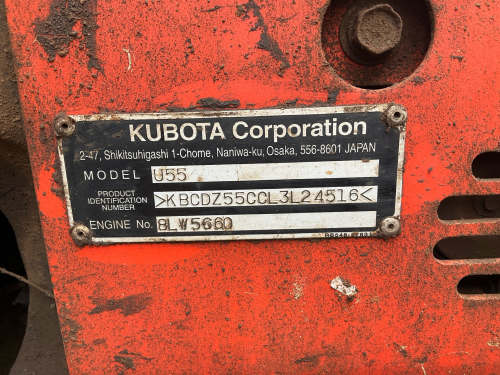 KUBOTA Corporation
2-47, Shikitsuhigashi 1-Chome, Naniwa-ku, Osaka, 556-8601 JAPAN
MODEL U55
PRODUCT IDENTIFICATION NUMBER >KBCDZ55CCL3L24516<
ENGINE No. 8LW5660